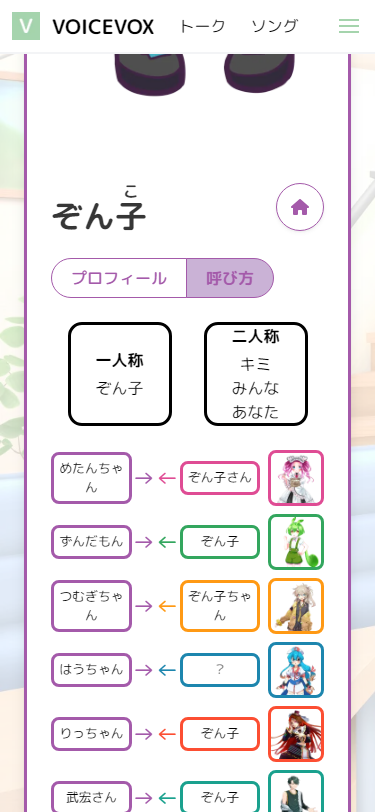 V VOICEVOX トーク ソング
こ
ぞん子
プロフィール 呼び方
一人称
ぞん子
二人称
キミ
みんな
あなた
めたんちゃ
ん
ぞん子さん
ずんだもん
ぞん子
つむぎちゃ
ん
ぞん子ちゃ
ん
はうちゃん
?
りっちゃん
ぞん子
武宏さん
ぞん子